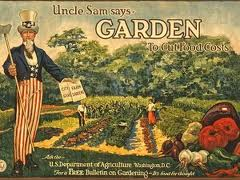 Uncle Sam says-
GARDEN
To Cut Food Costs
Ask the
U.S. Department of Agriculture Washington, D.C.
For a FREE Bulletin on Gardening - It's food for thought